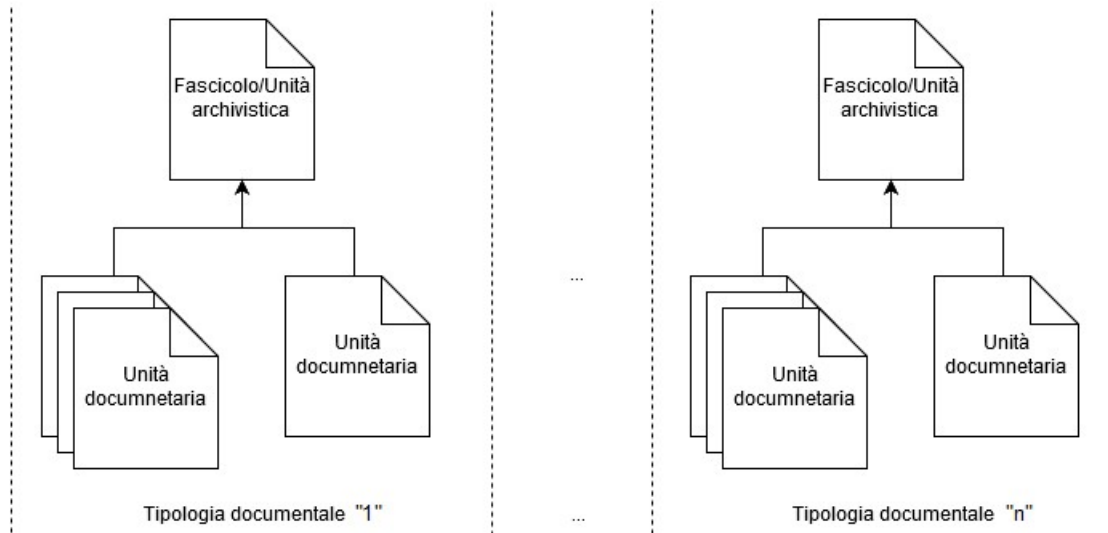 Fascicolo/Unità
archivistica
Unità
documnetaria
Unità
documnetaria
Tipologia documentale "1"
...
...
Fascicolo/Unità
archivistica
Unità
documnetaria
Unità
documnetaria
Tipologia documentale "n"